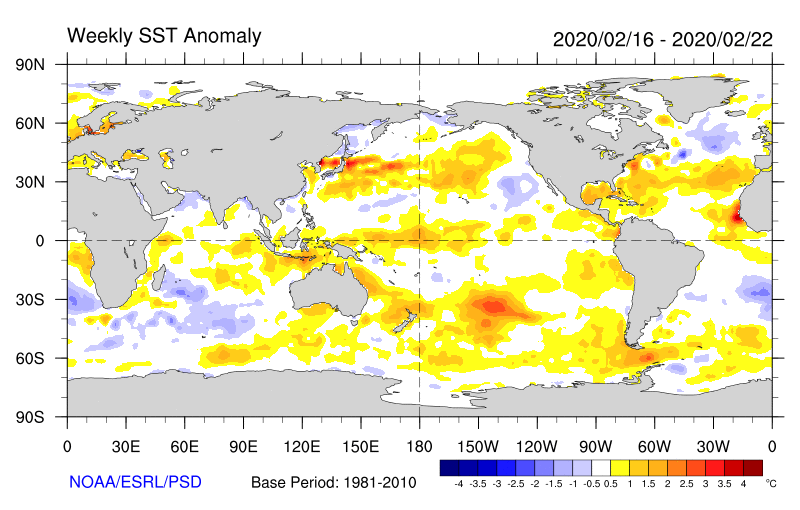 Weekly SST Anomaly
2020/02/16 - 2020/02/22
90N
60N
30N
0
30S
60S
90S
0 30E 60E 90E 120E 150E 180 150W 120W 90W 60W 30W 0
NOAA/ESRL/PSD
Base Period: 1981-2010
-4 -3.5 -3 -2.5 -2 -1.5 -1 -0.5 0.5 1 1.5 2 2.5 3 3.5 4 °C